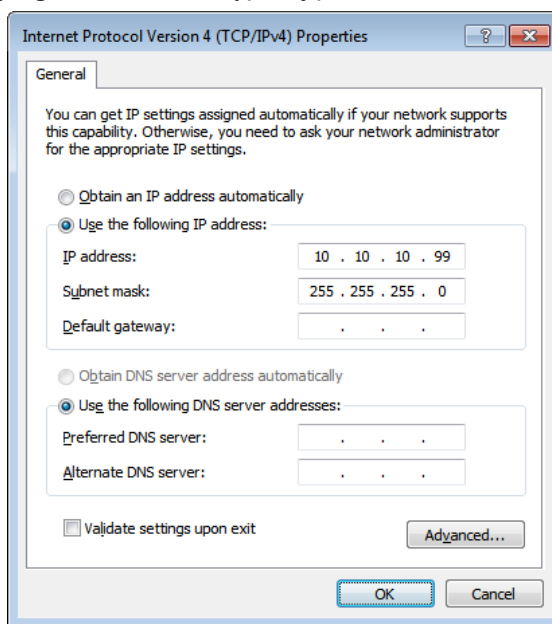 Internet Protocol Version 4 (TCP/IPv4) Properties
General
You can get IP settings assigned automatically if your network supports
this capability. Otherwise, you need to ask your network administrator
for the appropriate IP settings.
Obtain an IP address automatically
Use the following IP address:
IP address: 10 . 10 . 10 . 99
Subnet mask: 255 . 255 . 255 . 0
Default gateway: . . .
Obtain DNS server address automatically
Use the following DNS server addresses:
Preferred DNS server: . . .
Alternate DNS server: . . .
Validate settings upon exit
Advanced...
OK Cancel